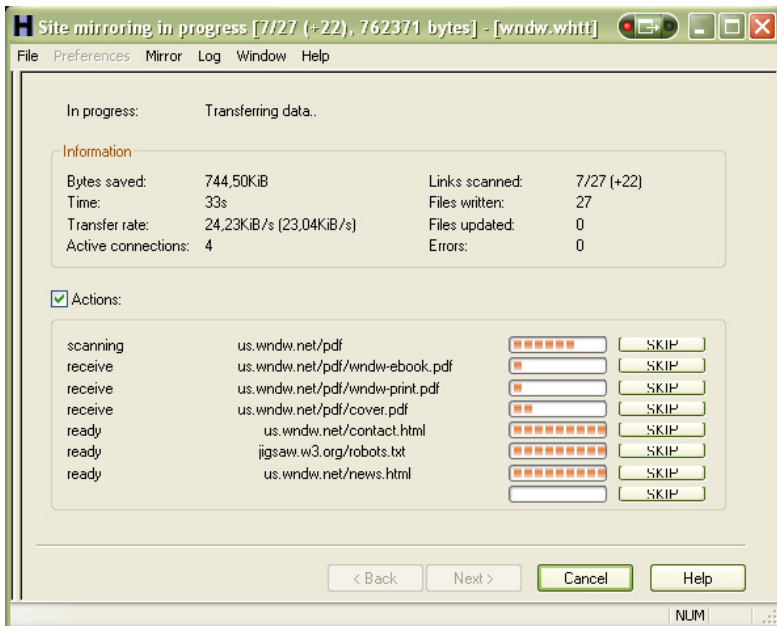 H Site mirroring in progress [7/27 (+22), 762371 bytes] - [wndw.whtt]
File Preferences Mirror Log Window Help
In progress: Transferring data..
Information
Bytes saved: 744,50KiB Links scanned: 7/27 (+22)
Time: 33s Files written: 27
Transfer rate: 24,23KiB/s (23,04KiB/s) Files updated: 0
Active connections: 4 Errors: 0
Actions:
scanning us.wndw.net/pdf SKIP
receive us.wndw.net/pdf/wndw-ebook.pdf SKIP
receive us.wndw.net/pdf/wndw-print.pdf SKIP
receive us.wndw.net/pdf/cover.pdf SKIP
ready us.wndw.net/contact.html SKIP
ready jigsaw.w3.org/robots.txt SKIP
ready us.wndw.net/news.html SKIP
SKIP
< Back Next > Cancel Help
NUM